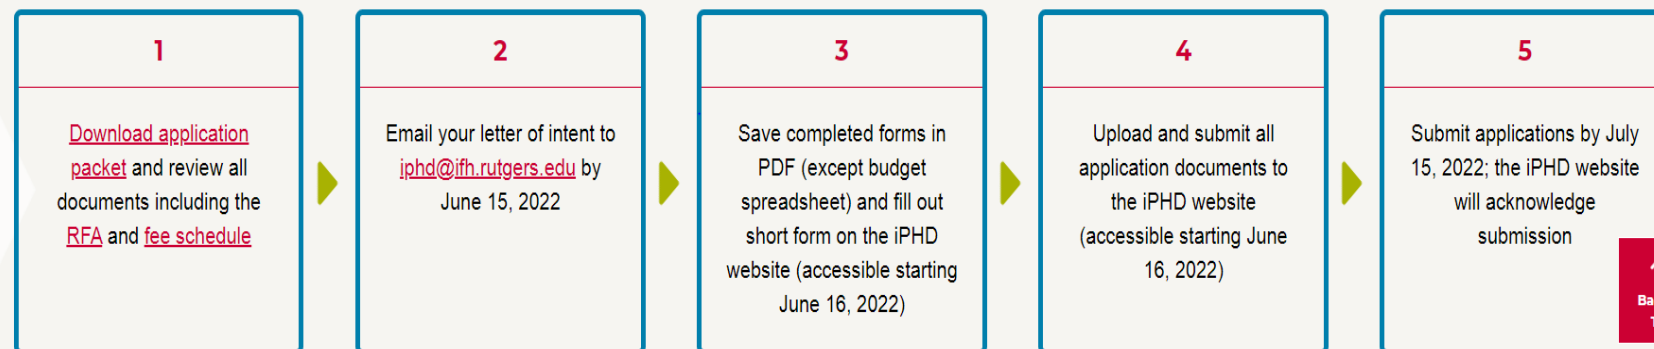 1
Download application
packet and review all
documents including the
RFA and fee schedule
2
Email your letter of intent to
iphd@ifh.rutgers.edu by
June 15, 2022
3
Save completed forms in
PDF (except budget
spreadsheet) and fill out
short form on the iPHD
website (accessible starting
June 16, 2022)
4
Upload and submit all
application documents to
the iPHD website
(accessible starting June
16, 2022)
5
Submit applications by July
15, 2022; the iPHD website
will acknowledge
submission
Ba